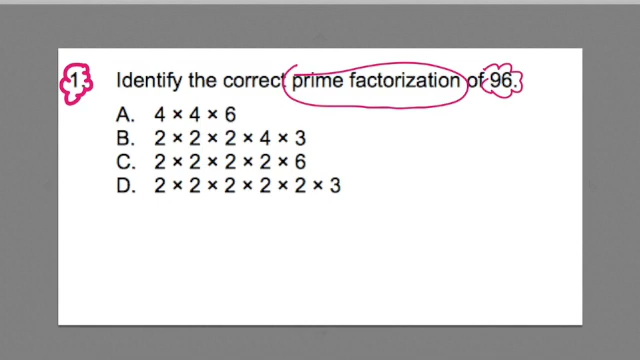 1. Identify the correct prime factorization of 96.
A. 4 × 4 × 6
B. 2 × 2 × 2 × 4 × 3
C. 2 × 2 × 2 × 2 × 6
D. 2 × 2 × 2 × 2 × 2 × 3